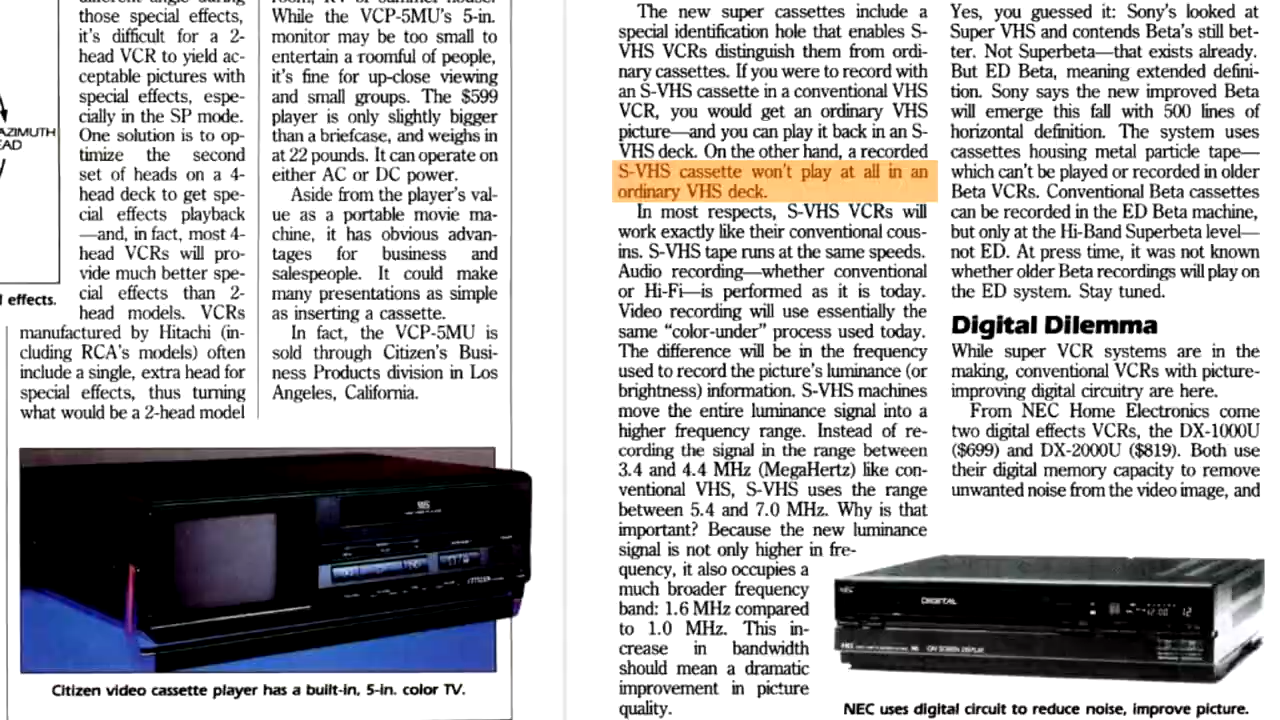 those special effects,
it's difficult for a 2-
head VCR to yield ac-
ceptable pictures with
special effects, espe-
cially in the SP mode.
One solution is to op-
timize the second
set of heads on a 4-
head deck to get spe-
cial effects playback
—and, in fact, most 4-
head VCRs will pro-
vide much better spe-
cial effects than 2-
head models. VCRs
manufactured by Hitachi (in-
cluding RCA's models) often
include a single, extra head for
special effects, thus turning
what would be a 2-head model
AZIMUTH
EAD
effects.
While the VCP-5MU's 5-in.
monitor may be too small to
entertain a roomful of people,
it's fine for up-close viewing
and small groups. The $599
player is only slightly bigger
than a briefcase, and weighs in
at 22 pounds. It can operate on
either AC or DC power.
Aside from the player's val-
ue as a portable movie ma-
chine, it has obvious advan-
tages for business and
salespeople. It could make
many presentations as simple
as inserting a cassette.
In fact, the VCP-5MU is
sold through Citizen's Busi-
ness Products division in Los
Angeles, California.
VHS
CITIZEN
Citizen video cassette player has a built-in, 5-in. color TV.
The new super cassettes include a
special identification hole that enables S-
VHS VCRs distinguish them from ordi-
nary cassettes. If you were to record with
an S-VHS cassette in a conventional VHS
VCR, you would get an ordinary VHS
picture—and you can play it back in an S-
VHS deck. On the other hand, a recorded
S-VHS cassette won't play at all in an
ordinary VHS deck.
In most respects, S-VHS VCRs will
work exactly like their conventional cous-
ins. S-VHS tape runs at the same speeds.
Audio recording—whether conventional
or Hi-Fi—is performed as it is today.
Video recording will use essentially the
same “color-under” process used today.
The difference will be in the frequency
used to record the picture's luminance (or
brightness) information. S-VHS machines
move the entire luminance signal into a
higher frequency range. Instead of re-
cording the signal in the range between
3.4 and 4.4 MHz (MegaHertz) like con-
ventional VHS, S-VHS uses the range
between 5.4 and 7.0 MHz. Why is that
important? Because the new luminance
signal is not only higher in fre-
quency, it also occupies a
much broader frequency
band: 1.6 MHz compared
to 1.0 MHz. This in-
crease in bandwidth
should mean a dramatic
improvement in picture
quality.
Yes, you guessed it: Sony's looked at
Super VHS and contends Beta's still bet-
ter. Not Superbeta—that exists already.
But ED Beta, meaning extended defini-
tion. Sony says the new improved Beta
will emerge this fall with 500 lines of
horizontal definition. The system uses
cassettes housing metal particle tape—
which can't be played or recorded in older
Beta VCRs. Conventional Beta cassettes
can be recorded in the ED Beta machine,
but only at the Hi-Band Superbeta level—
not ED. At press time, it was not known
whether older Beta recordings will play on
the ED system. Stay tuned.
Digital Dilemma
While super VCR systems are in the
making, conventional VCRs with picture-
improving digital circuitry are here.
From NEC Home Electronics come
two digital effects VCRs, the DX-1000U
($699) and DX-2000U ($819). Both use
their digital memory capacity to remove
unwanted noise from the video image, and
NEC
DIGITAL
12:00
12
ON SCREEN DISPLAY
NEC uses digital circuit to reduce noise, improve picture.